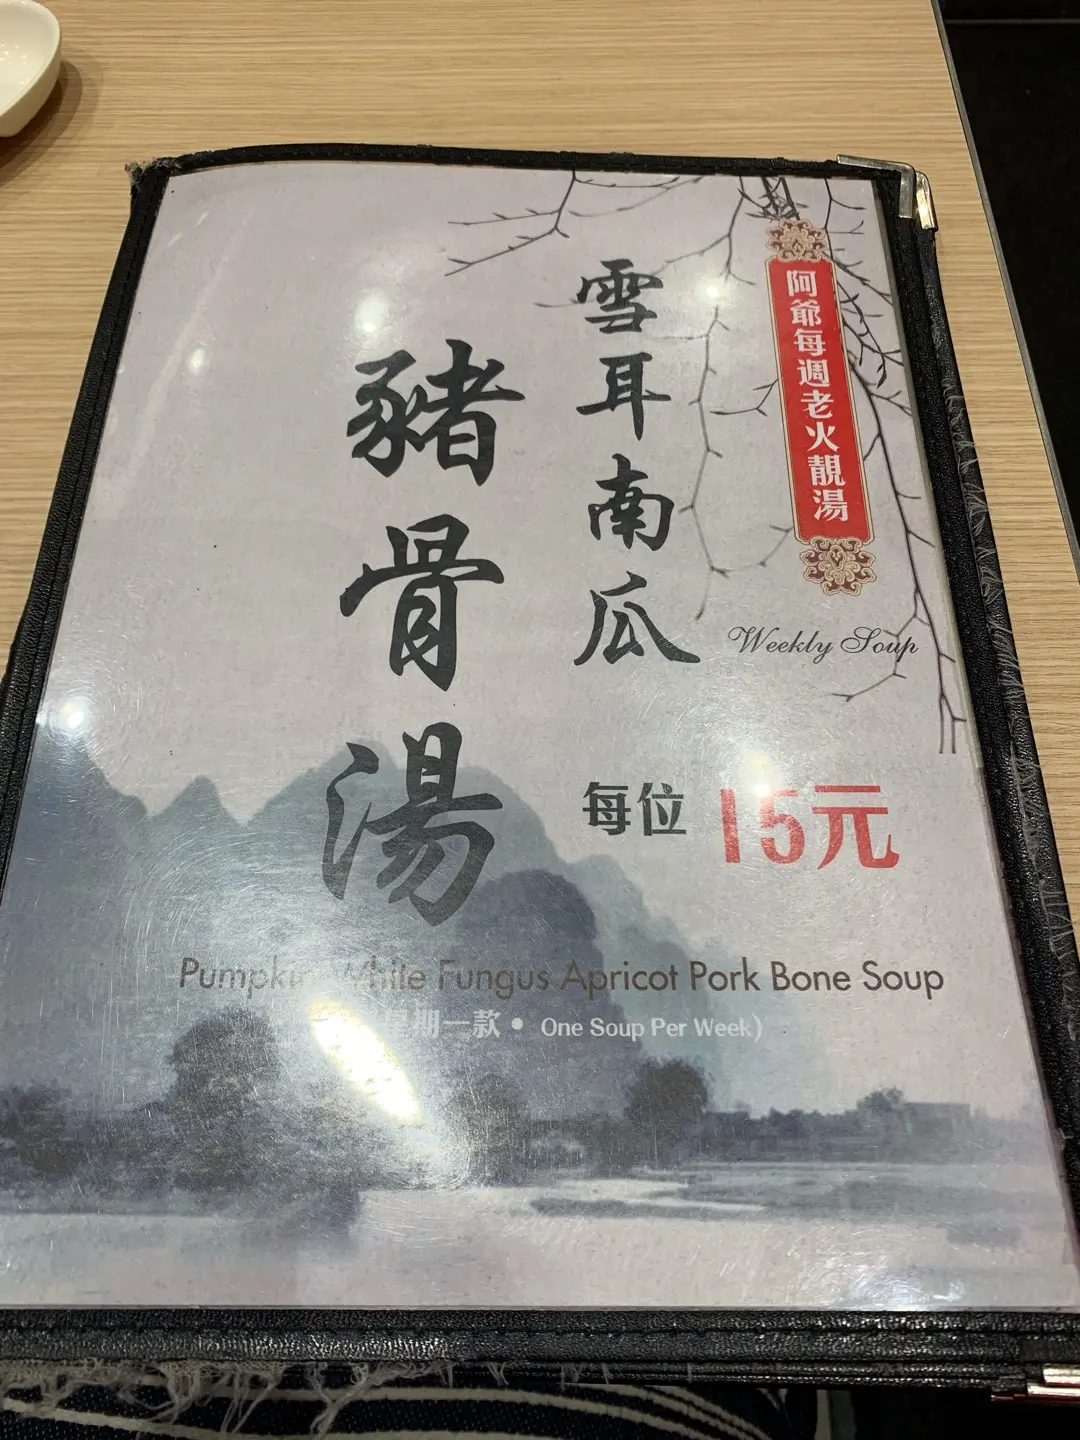 阿爺每週老火靚湯
雪耳南瓜
豬骨湯
Weekly Soup
每位 15元
White Fungus Apricot Pork Bone Soup
星期一款• One Soup Per Week)